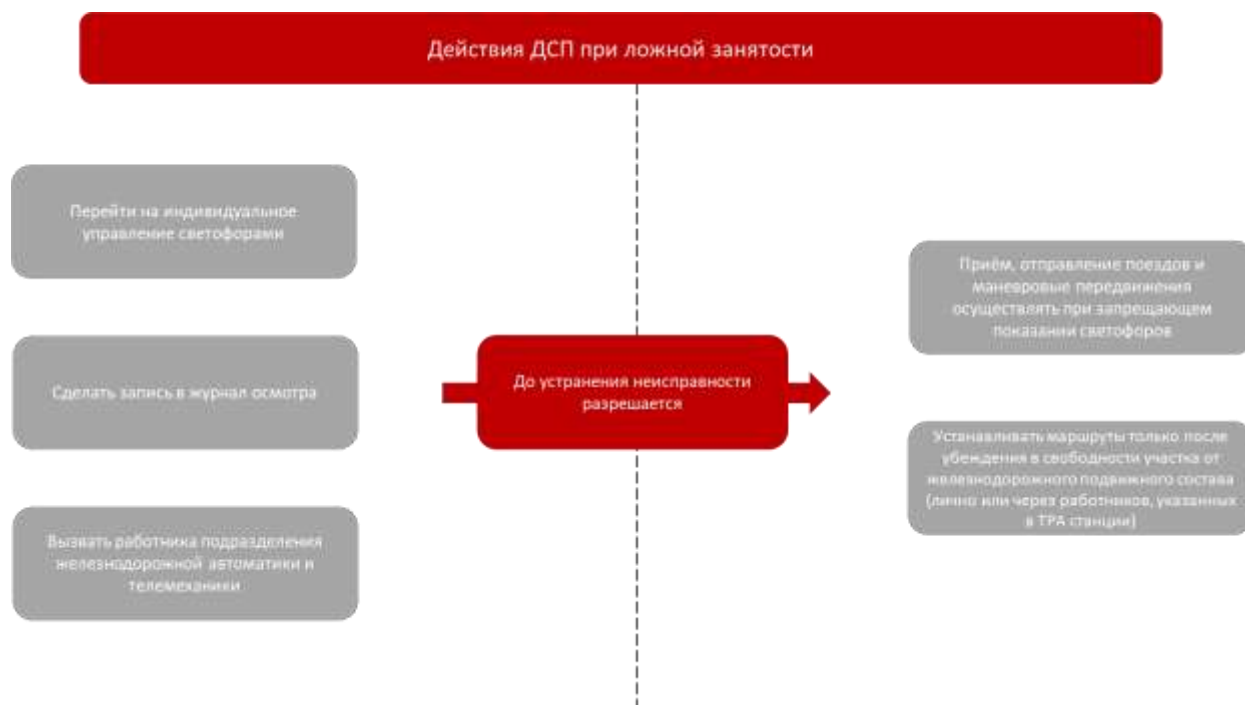 Действия ДСП при ложной занятости
Перейти на индивидуальное
управление светофорами
Сделать запись в журнал осмотра
Вызвать работника подразделения
железнодорожной автоматики и
телемеханики
До устранения неисправности
разрешается
Приём, отправление поездов и
маневровые передвижения
осуществлять при запрещающем
показании светофоров
Устанавливать маршруты только после
убеждения в свободности участка от
железнодорожного подвижного состава
(лично или через работников, указанных
в ТРА станции)